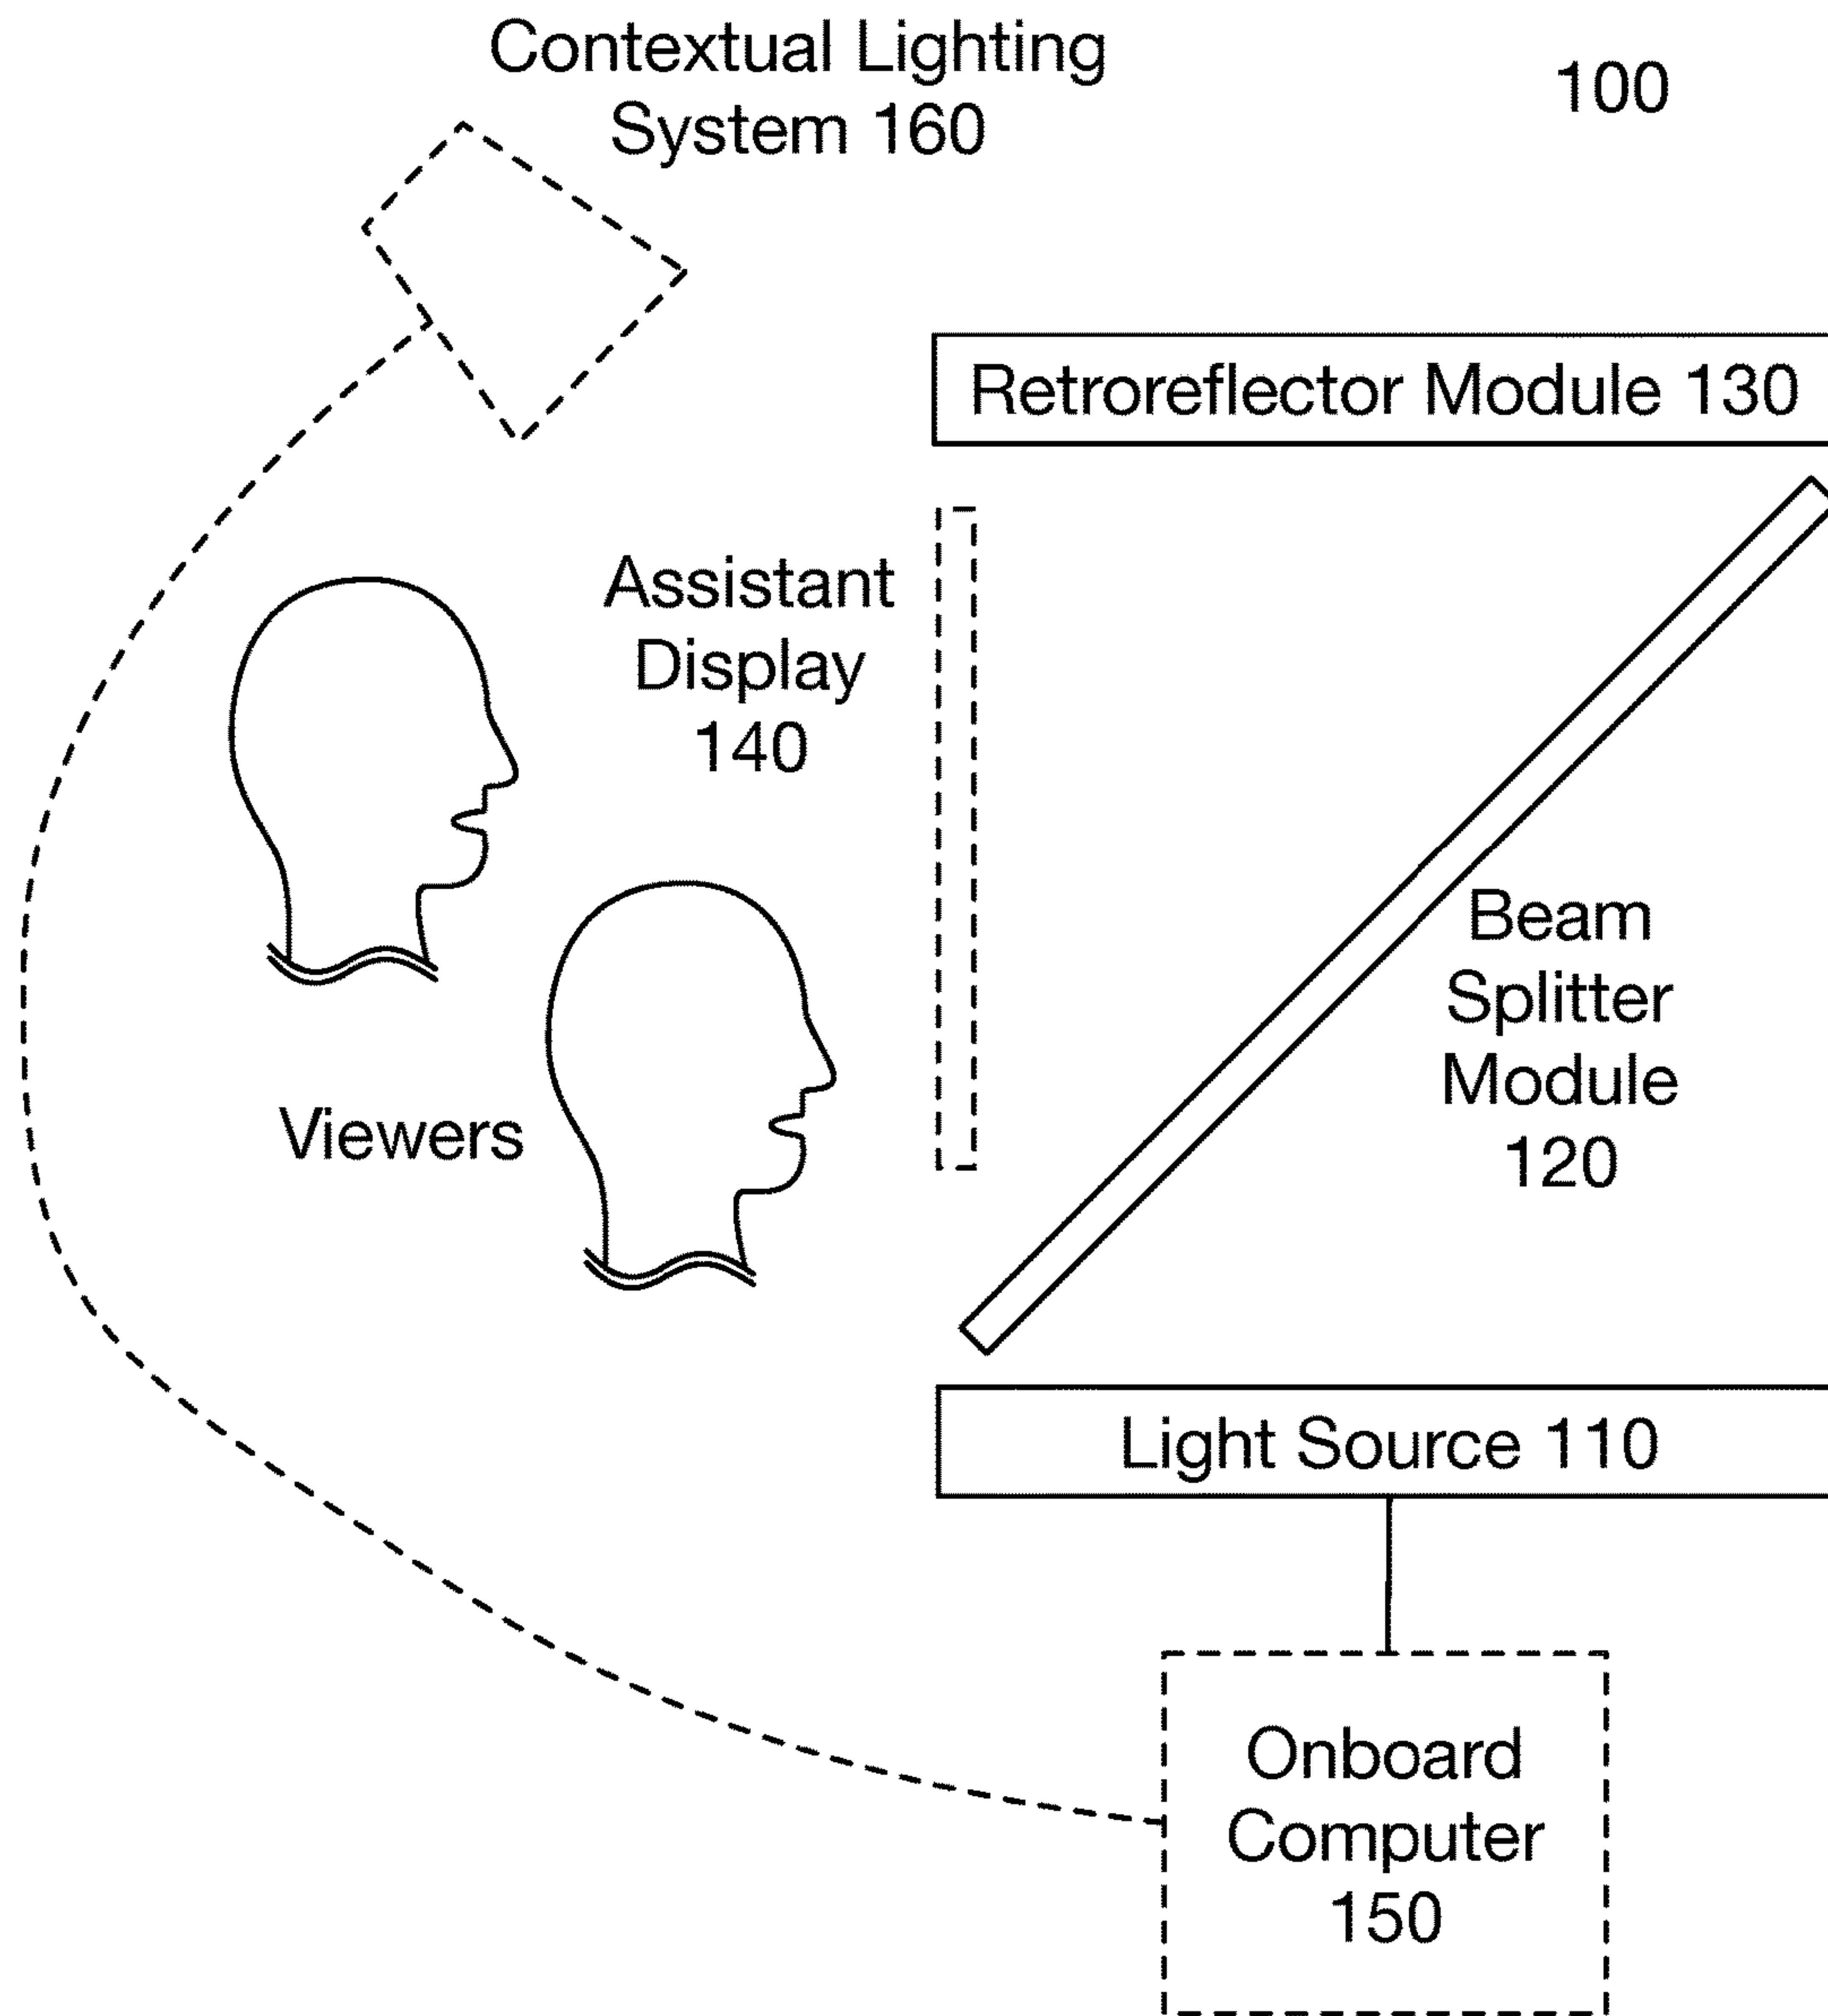 Contextual Lighting
System 160
100
Retroreflector Module 130
Assistant
Display
140
Beam
Splitter
Module
120
Viewers
Light Source 110
Onboard
Computer
150